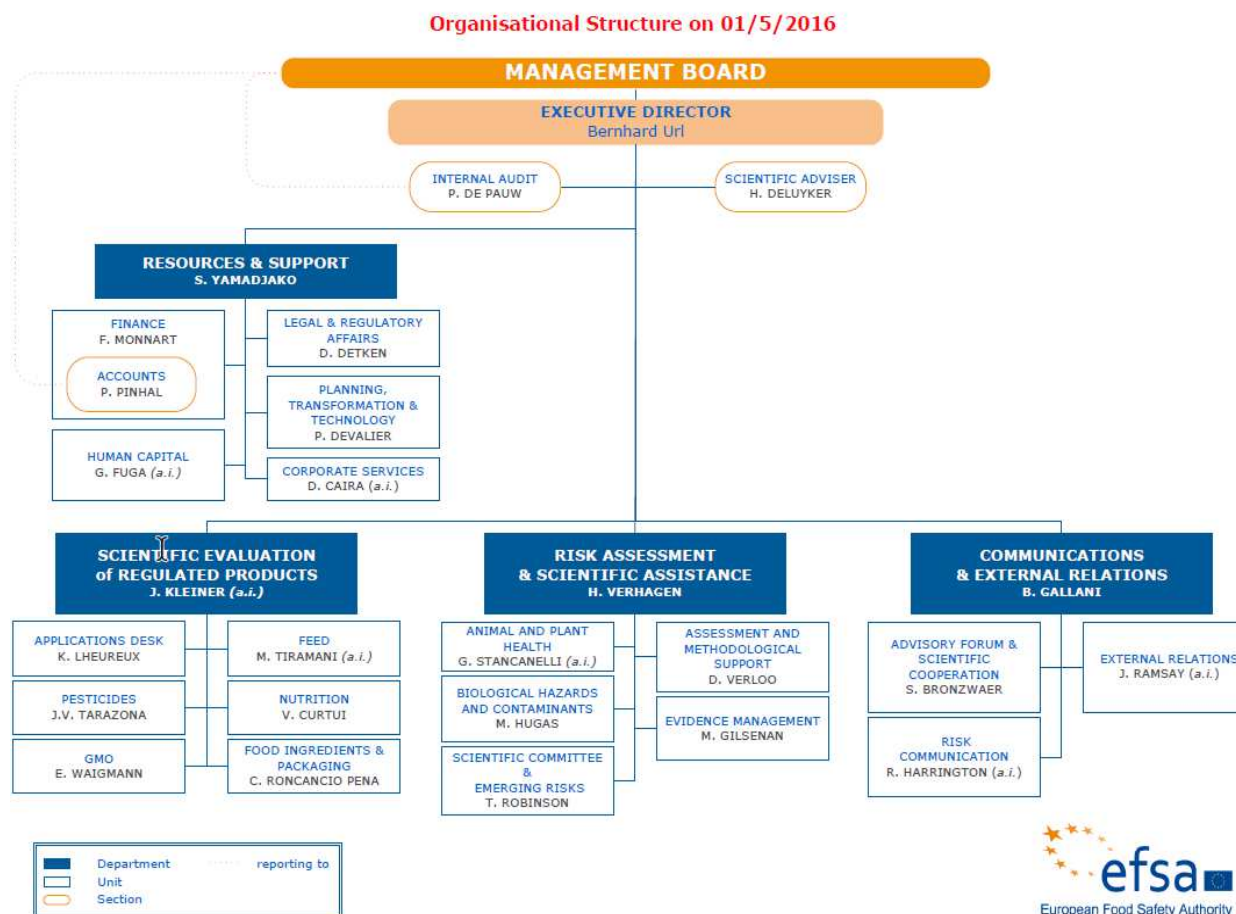 Organisational Structure on 01/5/2016
MANAGEMENT BOARD
EXECUTIVE DIRECTOR
Bernhard Url
INTERNAL AUDIT
P. DE PAUW
SCIENTIFIC ADVISER
H. DELUYKER
RESOURCES & SUPPORT
S. YAMADJAKO
FINANCE
F. MONNART
ACCOUNTS
P. PINHAL
HUMAN CAPITAL
G. FUGA (a.i.)
LEGAL & REGULATORY
AFFAIRS
D. DETKEN
PLANNING,
TRANSFORMATION &
TECHNOLOGY
P. DEVALIER
CORPORATE SERVICES
D. CAIRA (a.i.)
SCIENTIFIC EVALUATION
of REGULATED PRODUCTS
J. KLEINER (a.i.)
APPLICATIONS DESK
K. LHEUREUX
PESTICIDES
J.V. TARAZONA
GMO
E. WAIGMANN
FEED
M. TIRAMANI (a.i.)
NUTRITION
V. CURTUI
FOOD INGREDIENTS &
PACKAGING
C. RONCANCIO PENA
RISK ASSESSMENT
& SCIENTIFIC ASSISTANCE
H. VERHAGEN
ANIMAL AND PLANT
HEALTH
G. STANCANELLI (a.i.)
BIOLOGICAL HAZARDS
AND CONTAMINANTS
M. HUGAS
SCIENTIFIC COMMITTEE
&
EMERGING RISKS
T. ROBINSON
ASSESSMENT AND
METHODOLOGICAL
SUPPORT
D. VERLOO
EVIDENCE MANAGEMENT
M. GILSENAN
COMMUNICATIONS
& EXTERNAL RELATIONS
B. GALLANI
ADVISORY FORUM &
SCIENTIFIC
COOPERATION
S. BRONZWAER
RISK
COMMUNICATION
R. HARRINGTON (a.i.)
EXTERNAL RELATIONS
J. RAMSAY (a.i.)
Department
reporting to
Unit
Section
efsa
European Food Safety Authority